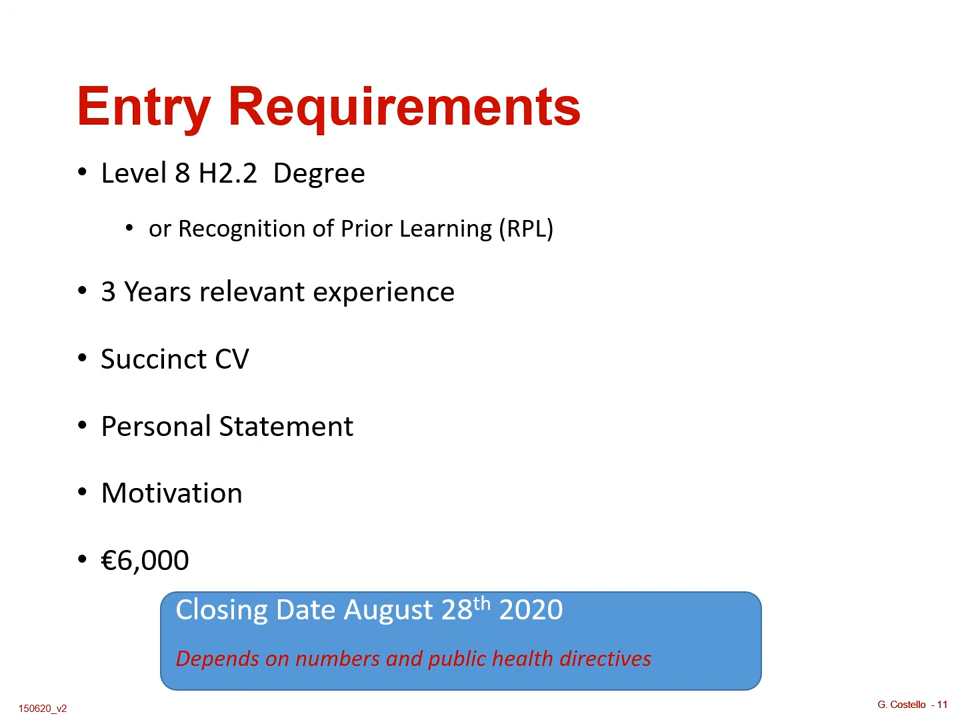 Entry Requirements
• Level 8 H2.2  Degree
• or Recognition of Prior Learning (RPL)
• 3 Years relevant experience
• Succinct CV
• Personal Statement
• Motivation
• €6,000
Closing Date August 28th 2020
Depends on numbers and public health directives
150620_v2
G. Costello - 11